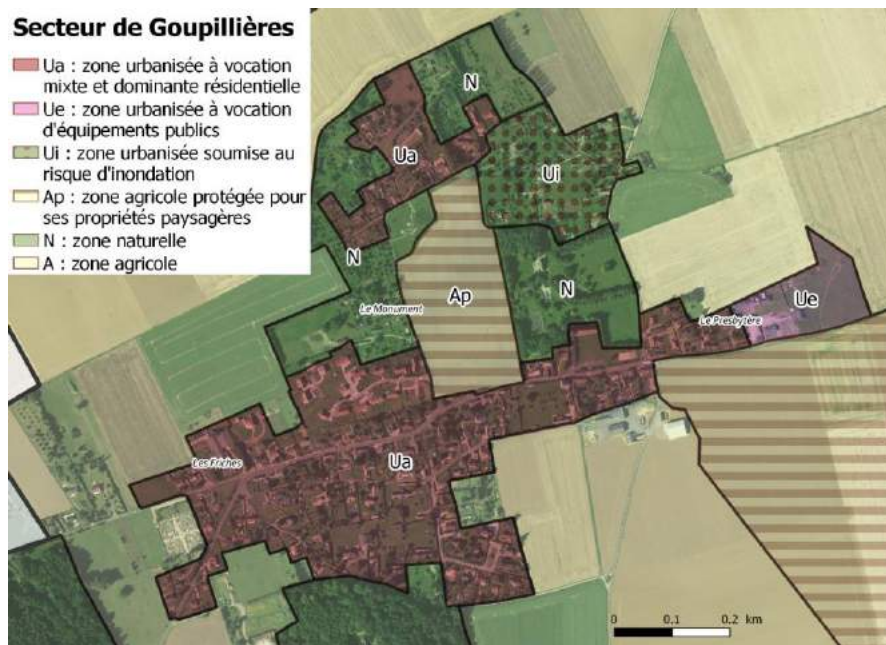 Secteur de Goupillières
Ua : zone urbanisée à vocation
mixte et dominante résidentielle
Ue : zone urbanisée à vocation
d'équipements publics
Ui : zone urbanisée soumise au
risque d'inondation
Ap : zone agricole protégée pour
ses propriétés paysagères
N : zone naturelle
A : zone agricole
N
Ua
Ui
N
Ap
N
Le Monument
Ue
Le Presbytère
Les Friches
Ua
0 0.1 0.2 km